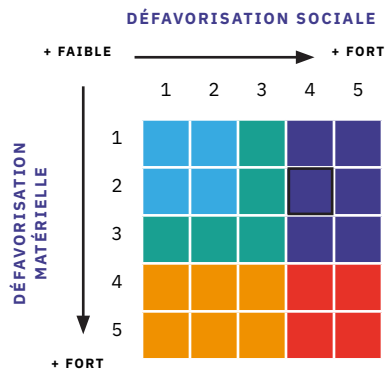 DÉFAVORISATION SOCIALE
+ FAIBLE
+ FORT
1 2 3 4 5
DÉFAVORISATION
MATÉRIELLE
1
2
3
4
5
+ FORT